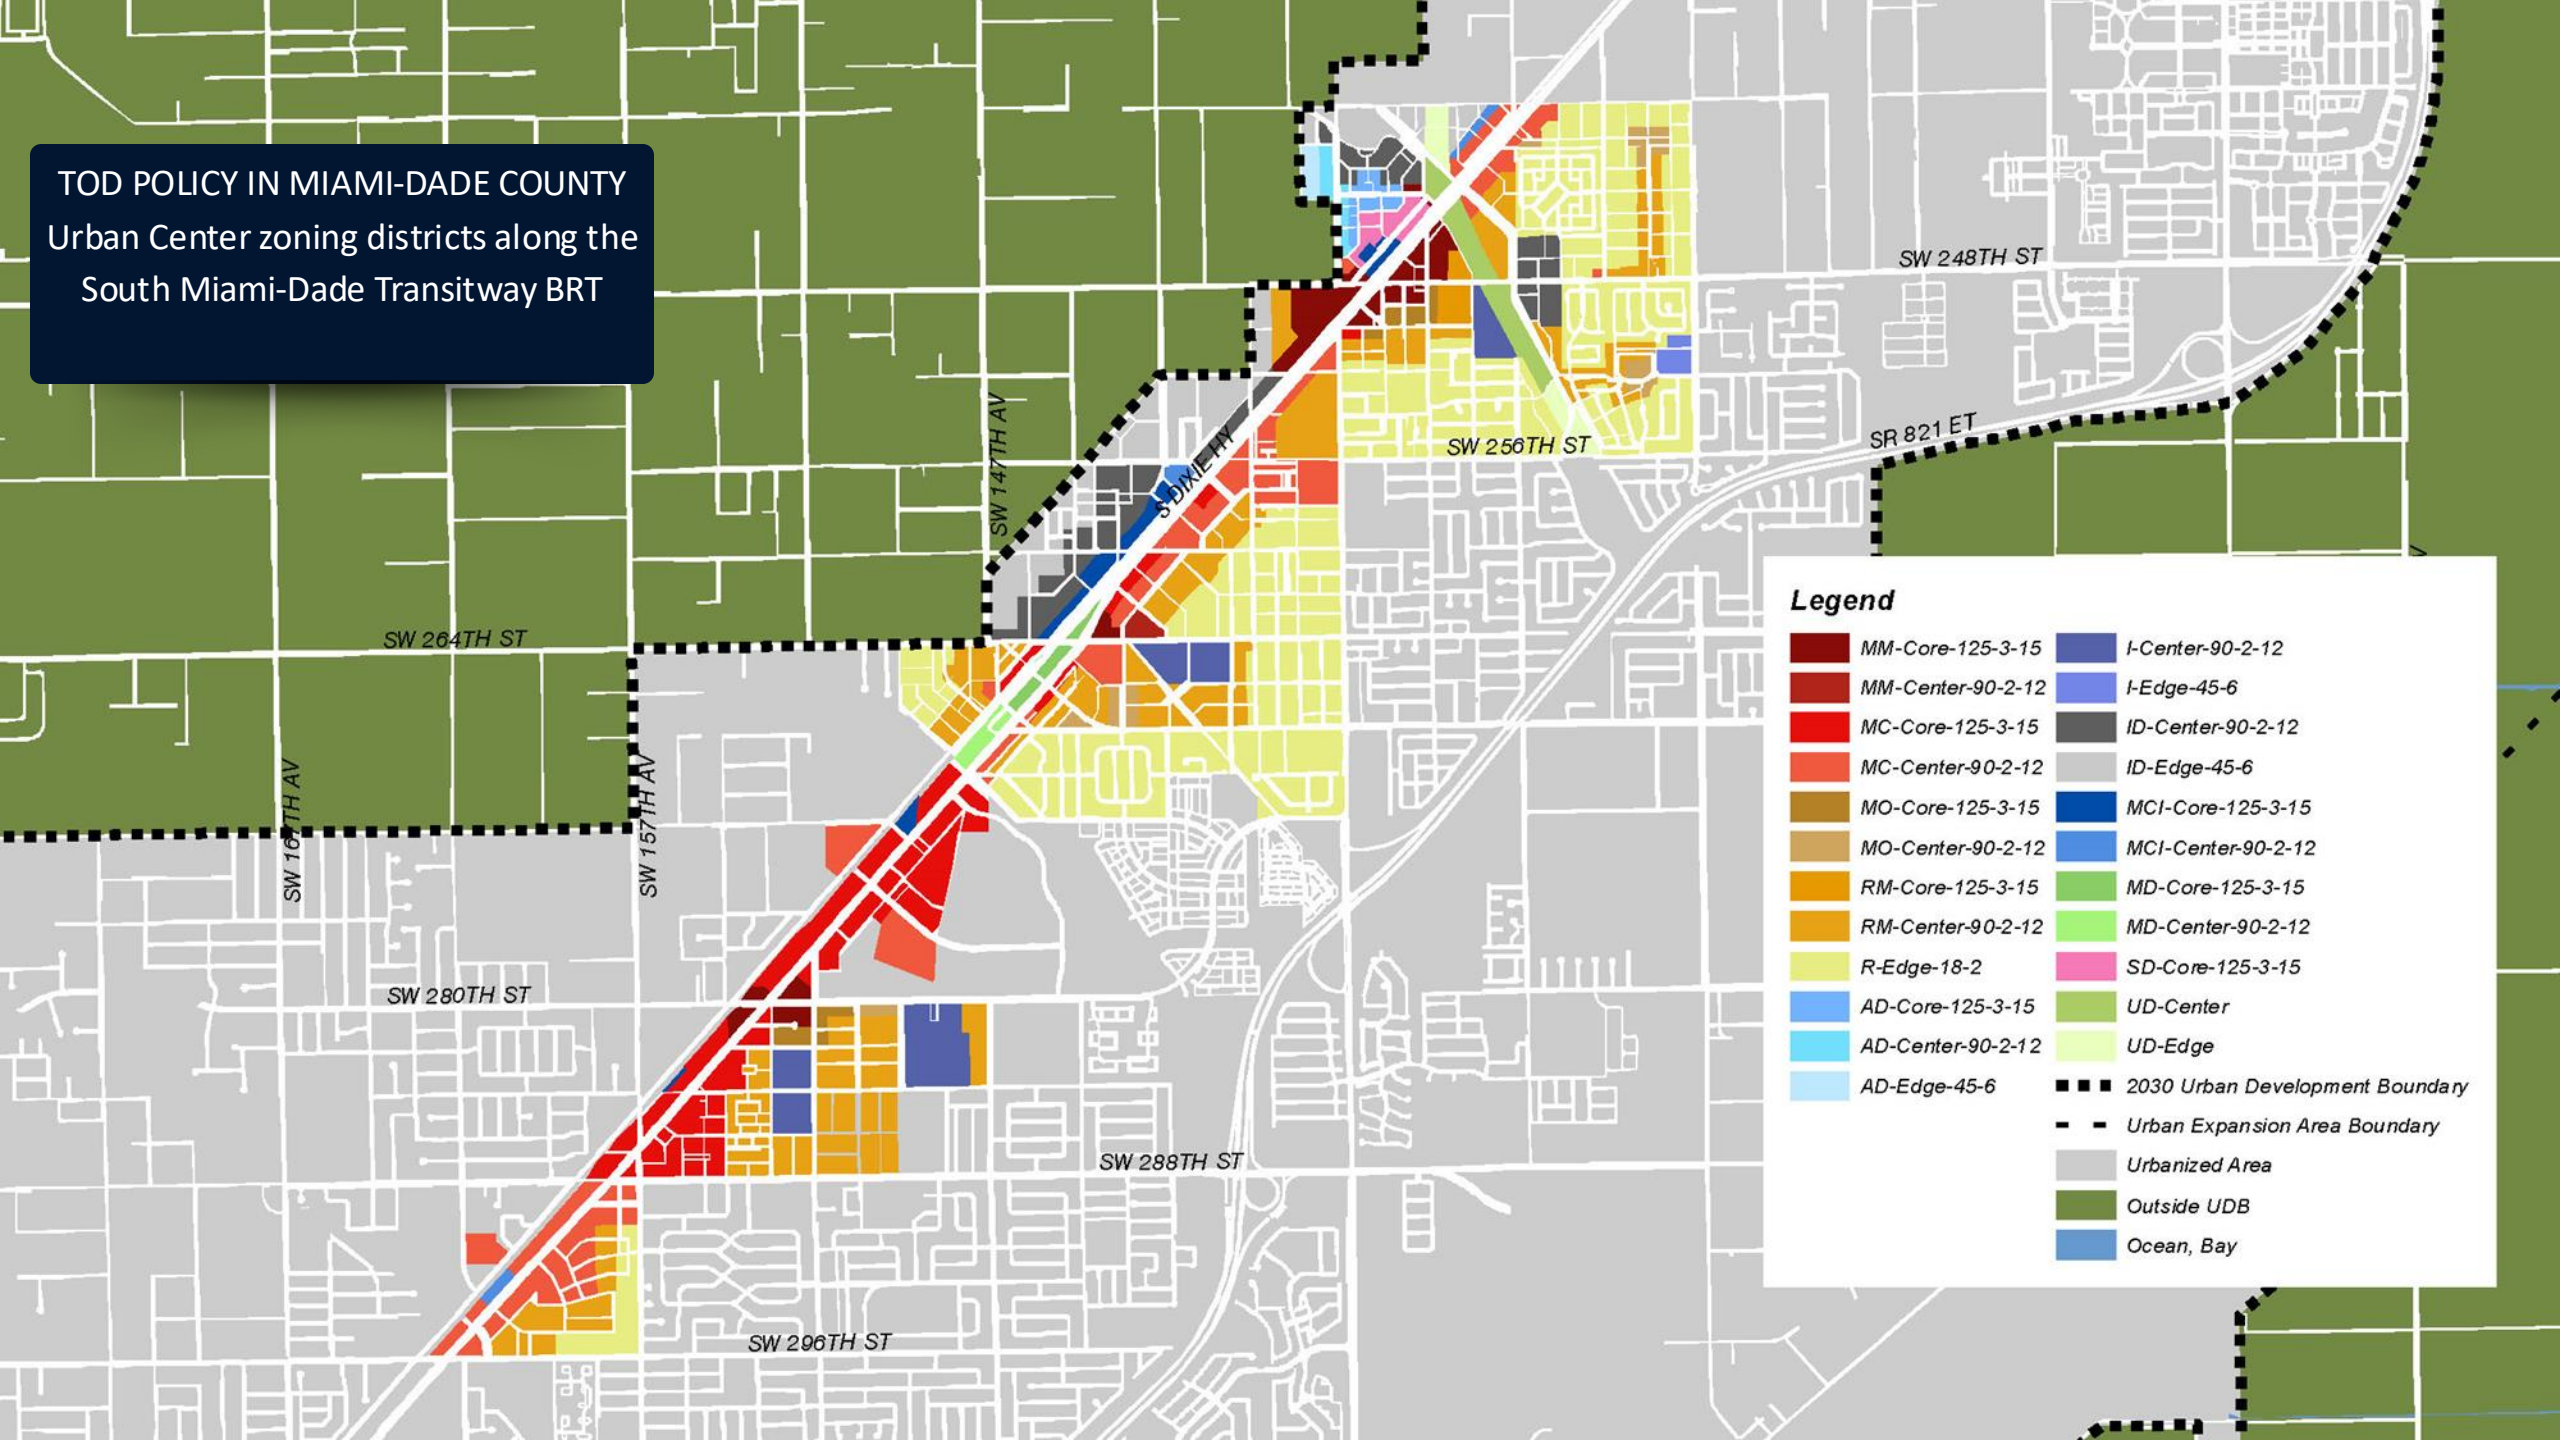 TOD POLICY IN MIAMI-DADE COUNTY
Urban Center zoning districts along the
South Miami-Dade Transitway BRT
SW 248TH ST
SW 147TH AV
S DIXIE HY
SW 256TH ST
SR 821 ET
SW 264TH ST
SW 157TH AV
SW 280TH ST
SW 288TH ST
SW 296TH ST
Legend
MM-Core-125-3-15
MM-Center-90-2-12
MC-Core-125-3-15
MC-Center-90-2-12
MO-Core-125-3-15
MO-Center-90-2-12
RM-Core-125-3-15
RM-Center-90-2-12
R-Edge-18-2
AD-Core-125-3-15
AD-Center-90-2-12
AD-Edge-45-6
I-Center-90-2-12
I-Edge-45-6
ID-Center-90-2-12
ID-Edge-45-6
MCI-Core-125-3-15
MCI-Center-90-2-12
MD-Core-125-3-15
MD-Center-90-2-12
SD-Core-125-3-15
UD-Center
UD-Edge
2030 Urban Development Boundary
Urban Expansion Area Boundary
Urbanized Area
Outside UDB
Ocean, Bay